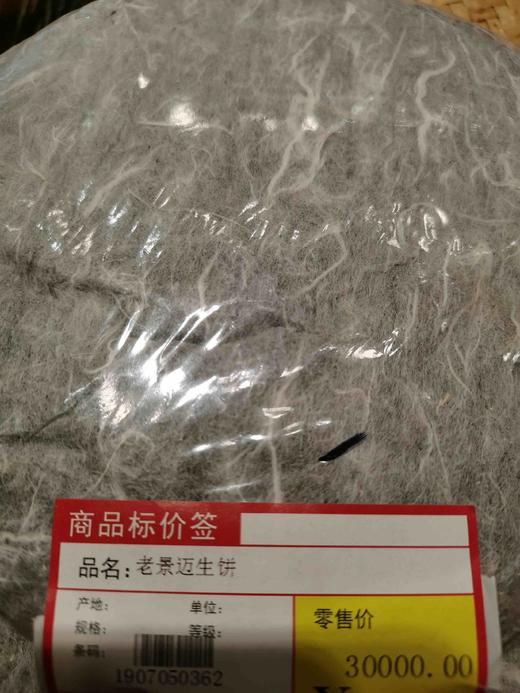 商品标价签
品名: 老景迈生饼
产地: 单位:
规格: 等级:
条码:
1907050362
零售价
30000.00